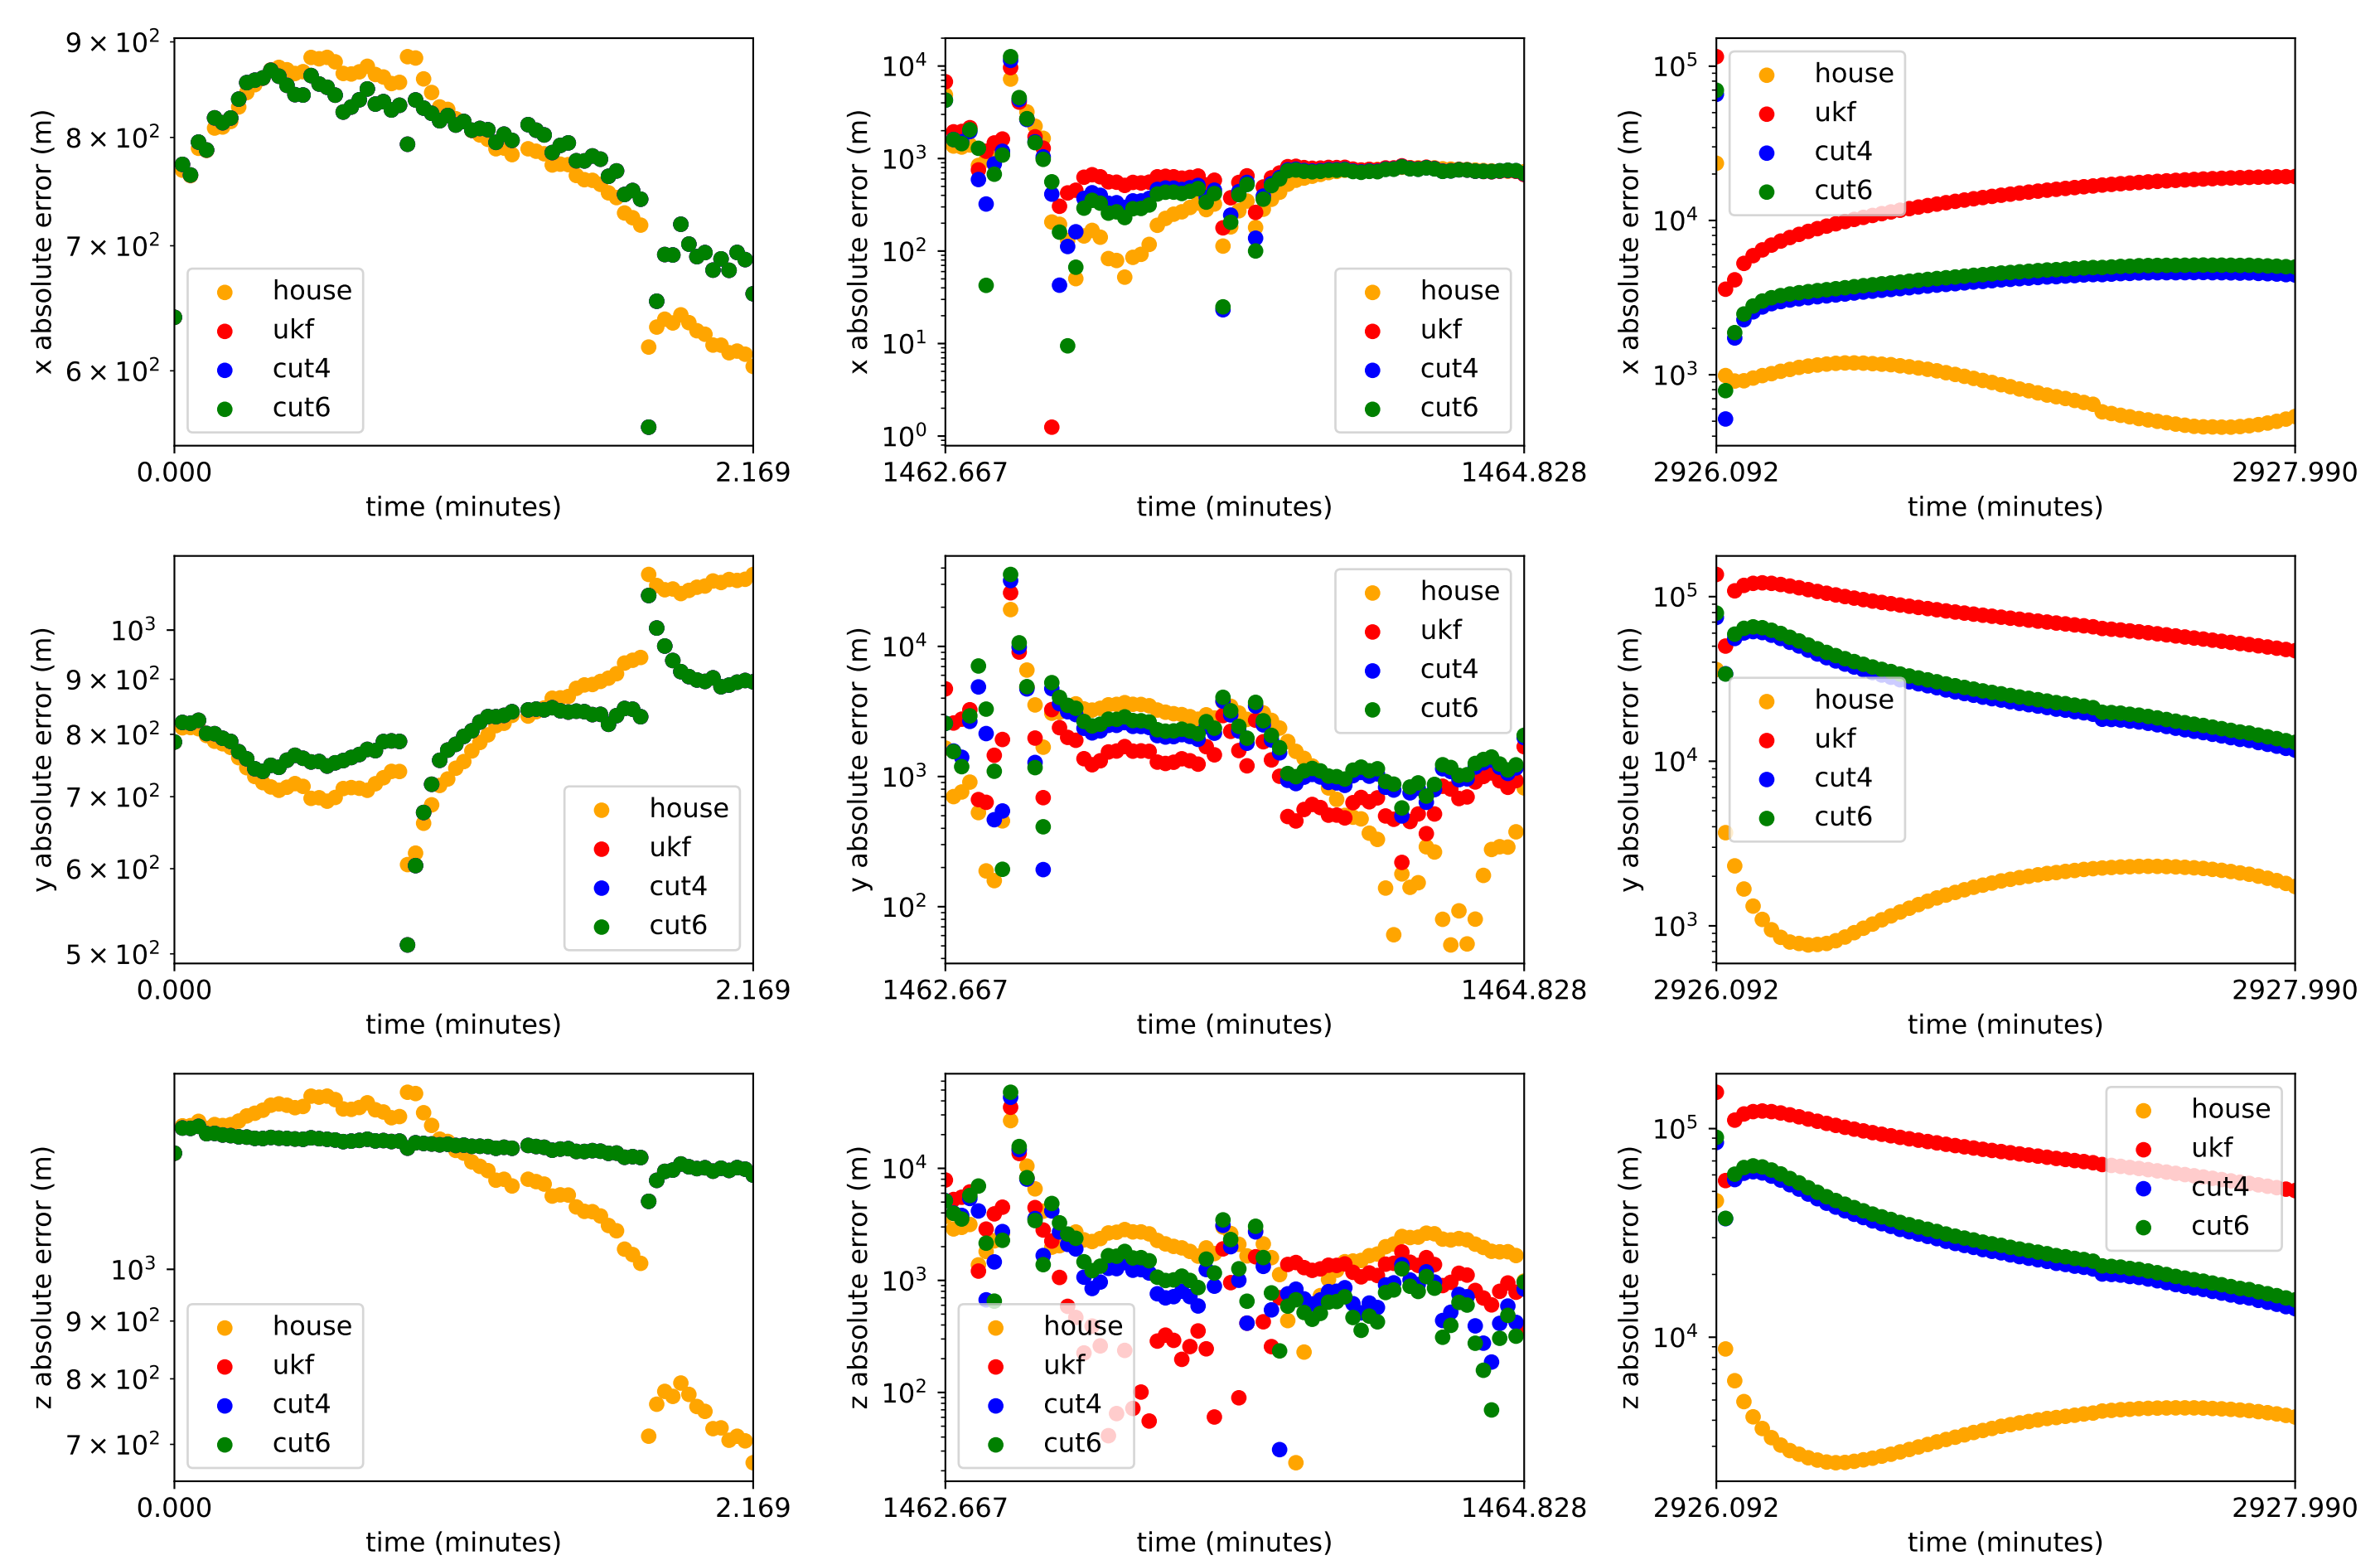 x absolute error (m)
9 × 10²
8 × 10²
7 × 10²
6 × 10²
house
ukf
cut4
cut6
0.000
2.169
time (minutes)
x absolute error (m)
10⁴
10³
10²
10¹
10⁰
house
ukf
cut4
cut6
1462.667
1464.828
time (minutes)
x absolute error (m)
10⁵
10⁴
10³
house
ukf
cut4
cut6
2926.092
2927.990
time (minutes)
y absolute error (m)
10³
9 × 10²
8 × 10²
7 × 10²
6 × 10²
5 × 10²
house
ukf
cut4
cut6
0.000
2.169
time (minutes)
y absolute error (m)
10⁴
10³
10²
house
ukf
cut4
cut6
1462.667
1464.828
time (minutes)
y absolute error (m)
10⁵
10⁴
10³
house
ukf
cut4
cut6
2926.092
2927.990
time (minutes)
z absolute error (m)
10³
9 × 10²
8 × 10²
7 × 10²
house
ukf
cut4
cut6
0.000
2.169
time (minutes)
z absolute error (m)
10⁴
10³
10²
house
ukf
cut4
cut6
1462.667
1464.828
time (minutes)
z absolute error (m)
10⁵
10⁴
house
ukf
cut4
cut6
2926.092
2927.990
time (minutes)